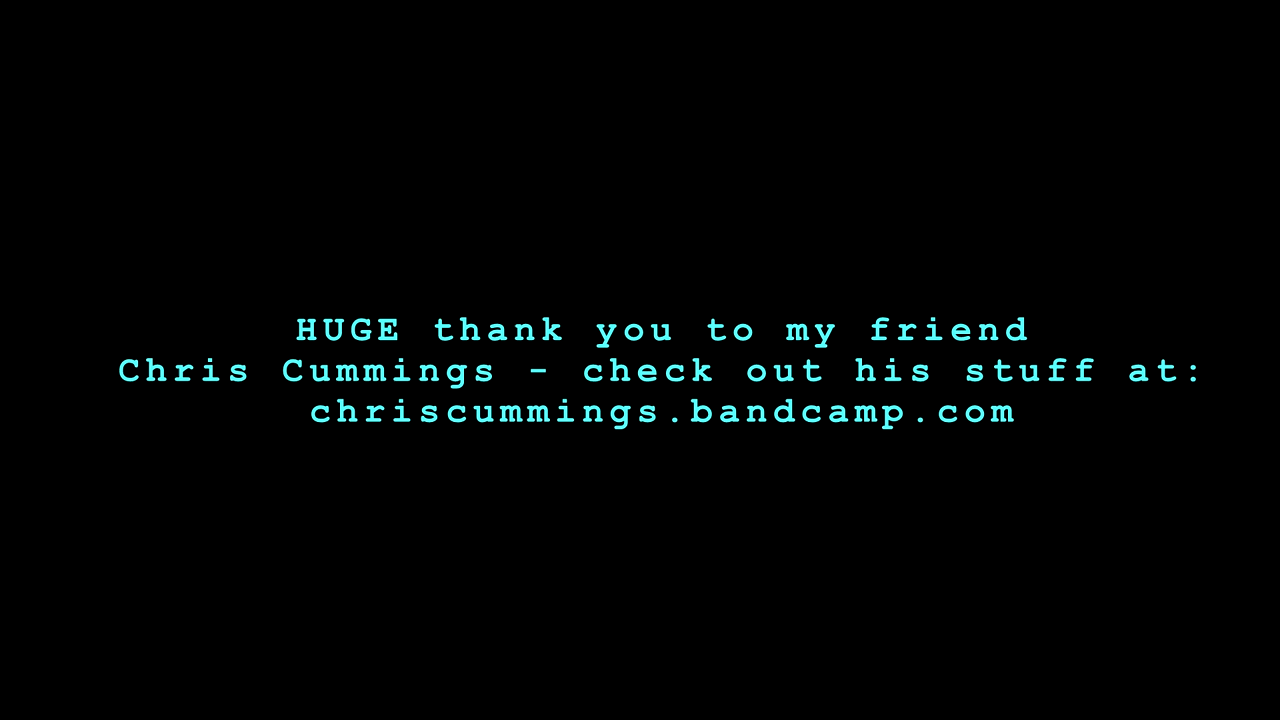 HUGE thank you to my friend
Chris Cummings - check out his stuff at:
chriscummings.bandcamp.com